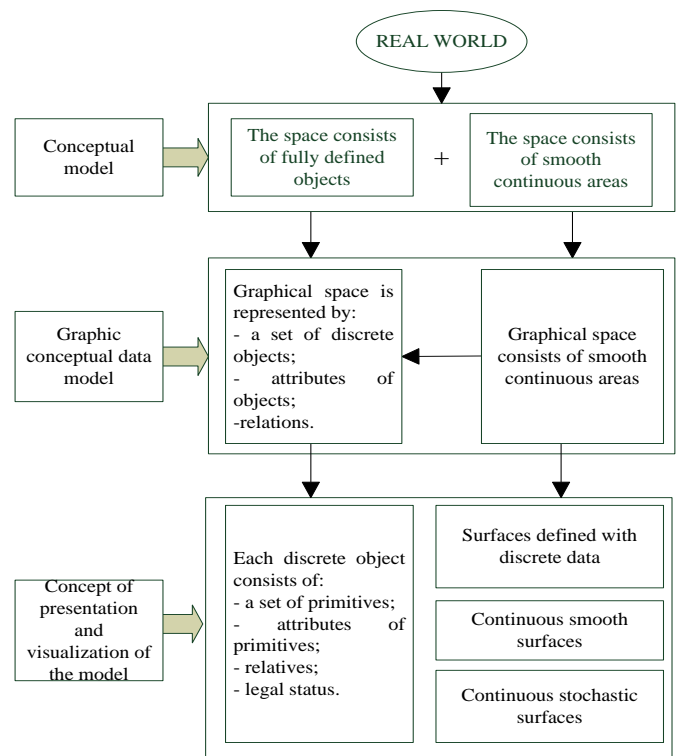 REAL WORLD
Conceptual
model
The space consists
of fully defined
objects
+
The space consists
of smooth
continuous areas
Graphic
conceptual data
model
Graphical space is
represented by:
- a set of discrete
objects;
- attributes of
objects;
-relations.
Graphical space
consists of smooth
continuous areas
Concept of
presentation
and
visualization of
the model
Each discrete object
consists of:
- a set of primitives;
- attributes of
primitives;
- relatives;
- legal status.
Surfaces defined with
discrete data
Continuous smooth
surfaces
Continuous stochastic
surfaces